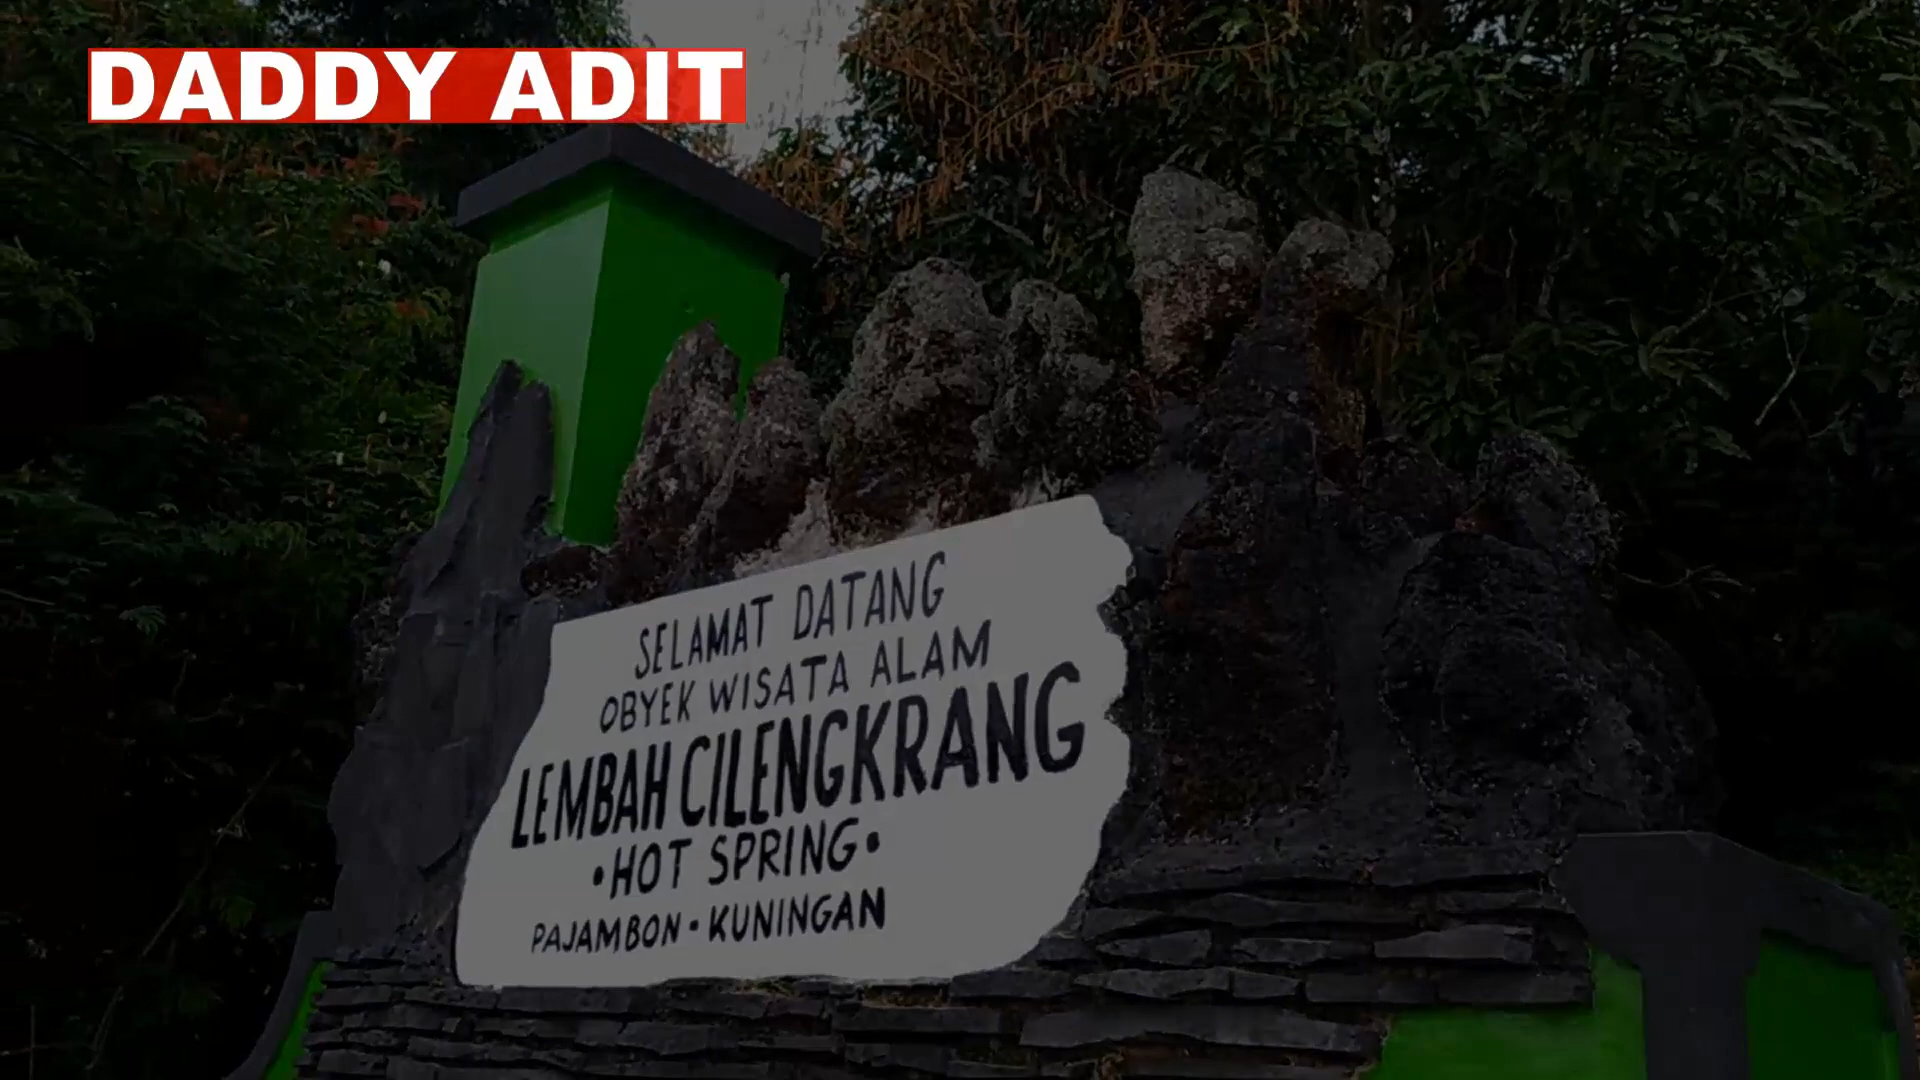 DADDY ADIT
SELAMAT DATANG
OBYEK WISATA ALAM
LEMBAH CILENGKRANG
•HOT SPRING•
PAJAMBON • KUNINGAN